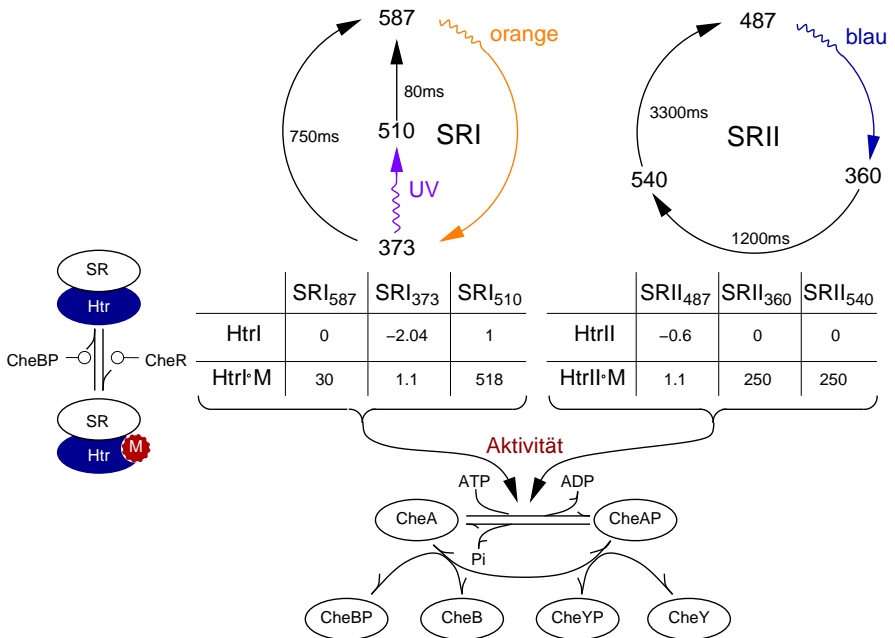 587
orange
80ms
750ms
510
SRI
UV
373
487
blau
3300ms
SRII
540
360
1200ms
SR
Htr
CheBP
CheR
SR
Htr
M
SRI587 SRI373 SRI510
HtrI 0 −2.04 1
HtrI∘M 30 1.1 518
SRII487 SRII360 SRII540
HtrII −0.6 0 0
HtrII∘M 1.1 250 250
Aktivität
ATP ADP
CheA CheAP
Pi
CheBP CheB CheYP CheY